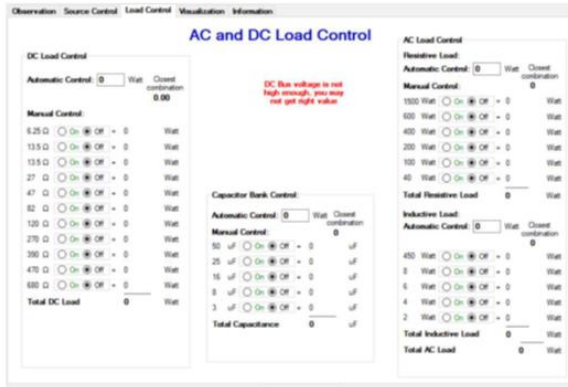 Observation Source Control Load Control Visualization Information
AC and DC Load Control
DC Load Control
Automatic Control: 0 Watt Closest combination
0.00
Manual Control:
6.25 Ω On Off = 0 Watt
13.5 Ω On Off = 0 Watt
13.5 Ω On Off = 0 Watt
27 Ω On Off = 0 Watt
47 Ω On Off = 0 Watt
82 Ω On Off = 0 Watt
120 Ω On Off = 0 Watt
270 Ω On Off = 0 Watt
390 Ω On Off = 0 Watt
470 Ω On Off = 0 Watt
680 Ω On Off = 0 Watt
Total DC Load 0 Watt
DC Bus voltage is not
high enough, you may
not get right value
Capacitor Bank Control:
Automatic Control: 0 Watt Closest combination
Manual Control: 0
50 uF On Off = 0 uF
25 uF On Off = 0 uF
16 uF On Off = 0 uF
8 uF On Off = 0 uF
3 uF On Off = 0 uF
Total Capacitance 0 uF
AC Load Control
Resistive Load:
Automatic Control: 0 Watt Closest combination
Manual Control: 0
1500 Watt On Off = 0 Watt
600 Watt On Off = 0 Watt
400 Watt On Off = 0 Watt
200 Watt On Off = 0 Watt
100 Watt On Off = 0 Watt
40 Watt On Off = 0 Watt
Total Resistive Load 0 Watt
Inductive Load:
Automatic Control: 0 Watt Closest combination
0
450 Watt On Off = 0 Watt
8 Watt On Off = 0 Watt
6 Watt On Off = 0 Watt
4 Watt On Off = 0 Watt
2 Watt On Off = 0 Watt
Total Inductive Load 0 Watt
Total AC Load 0 Watt